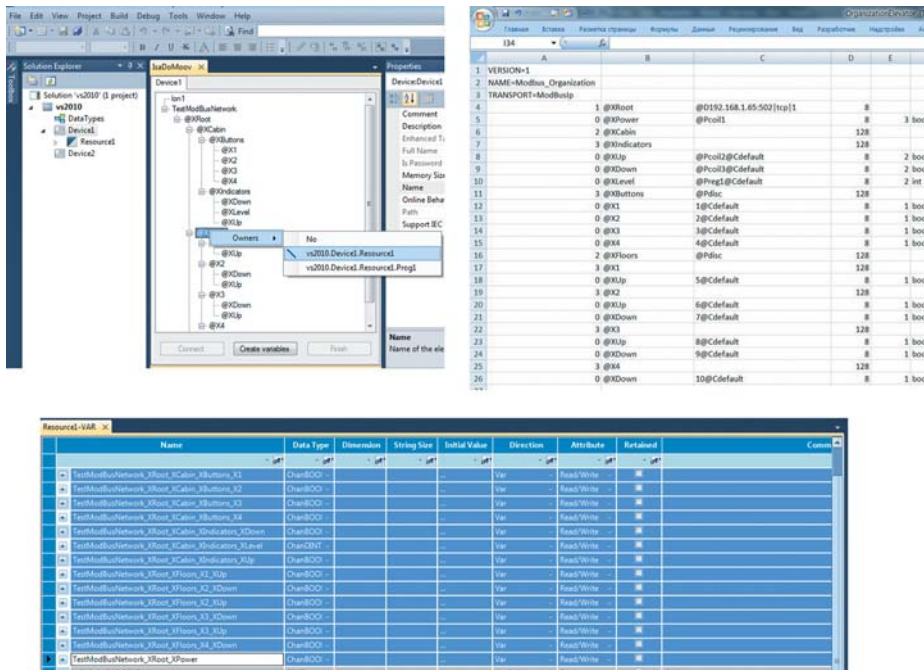 File Edit View Project Build Debug Tools Window Help
Find
Solution Explorer
Solution 'vs2010' (1 project)
vs2010
DataTypes
Device1
Resource1
Device2
Toolbox
IsaDoMoov
Device1
Ion1
TestModBusNetwork
@XRoot
@XCabin
@XButtons
@X1
@X2
@X3
@X4
@XIndicators
@XDown
@XLevel
@XUp
Owners
No
vs2010.Device1.Resource1
vs2010.Device1.Resource1.Prog1
@XUp
@X2
@XDown
@XUp
@X3
@XDown
@XUp
@X4
Connect Create variables Finish
Properties
Device:Device1
Comment
Description
Full Name
Is Password
Memory Size
Name
Online Beha
Path
Support IEC
Name
Name of the ele
OrganizationElevator
Главная Вставка Разметка страницы Формулы Данные Рецензирование Вид Разработчик Надстройки
I34 fx
A B C D E
1 VERSION=1
2 NAME=Modbus_Organization
3 TRANSPORT=ModBusIp
4 1 @XRoot @O192.168.1.65:502|tcp[1 8
5 0 @XPower @Pcoil1 8 3 boo
6 2 @XCabin 128
7 3 @XIndicators 128
8 0 @XUp @Pcoil2@Cdefault 8 2 boo
9 0 @XDown @Pcoil3@Cdefault 8 2 boo
10 0 @XLevel @Preg1@Cdefault 8 2 int
11 3 @XButtons @Pdisc 128
12 0 @X1 1@Cdefault 8 1 boo
13 0 @X2 2@Cdefault 8 1 boo
14 0 @X3 3@Cdefault 8 1 boo
15 0 @X4 4@Cdefault 8 1 boo
16 2 @XFloors @Pdisc 128
17 3 @X1 128
18 0 @XUp 5@Cdefault 8 1 boo
19 3 @X2 128
20 0 @XUp 6@Cdefault 8 1 boo
21 0 @XDown 7@Cdefault 8 1 boo
22 3 @X3 128
23 0 @XUp 8@Cdefault 8 1 boo
24 0 @XDown 9@Cdefault 8 1 boo
25 3 @X4 128
26 0 @XDown 10@Cdefault 8 1 boo
Resource1-VAR
Name Data Type Dimension String Size Initial Value Direction Attribute Retained Comm
TestModBusNetwork_XRoot_XCabin_XButtons_X1 ChanBOOl ... Var Read/Write
TestModBusNetwork_XRoot_XCabin_XButtons_X2 ChanBOOl ... Var Read/Write
TestModBusNetwork_XRoot_XCabin_XButtons_X3 ChanBOOl ... Var Read/Write
TestModBusNetwork_XRoot_XCabin_XButtons_X4 ChanBOOl ... Var Read/Write
TestModBusNetwork_XRoot_XCabin_XIndicators_XDown ChanBOOl ... Var Read/Write
TestModBusNetwork_XRoot_XCabin_XIndicators_XLevel ChanDINT ... Var Read/Write
TestModBusNetwork_XRoot_XCabin_XIndicators_XUp ChanBOOl ... Var Read/Write
TestModBusNetwork_XRoot_XFloors_X1_XUp ChanBOOl ... Var Read/Write
TestModBusNetwork_XRoot_XFloors_X2_XDown ChanBOOl ... Var Read/Write
TestModBusNetwork_XRoot_XFloors_X2_XUp ChanBOOl ... Var Read/Write
TestModBusNetwork_XRoot_XFloors_X3_XDown ChanBOOl ... Var Read/Write
TestModBusNetwork_XRoot_XFloors_X3_XUp ChanBOOl ... Var Read/Write
TestModBusNetwork_XRoot_XFloors_X4_XDown ChanBOOl ... Var Read/Write
TestModBusNetwork_XRoot_XPower ChanBOOl ... Var Read/Write